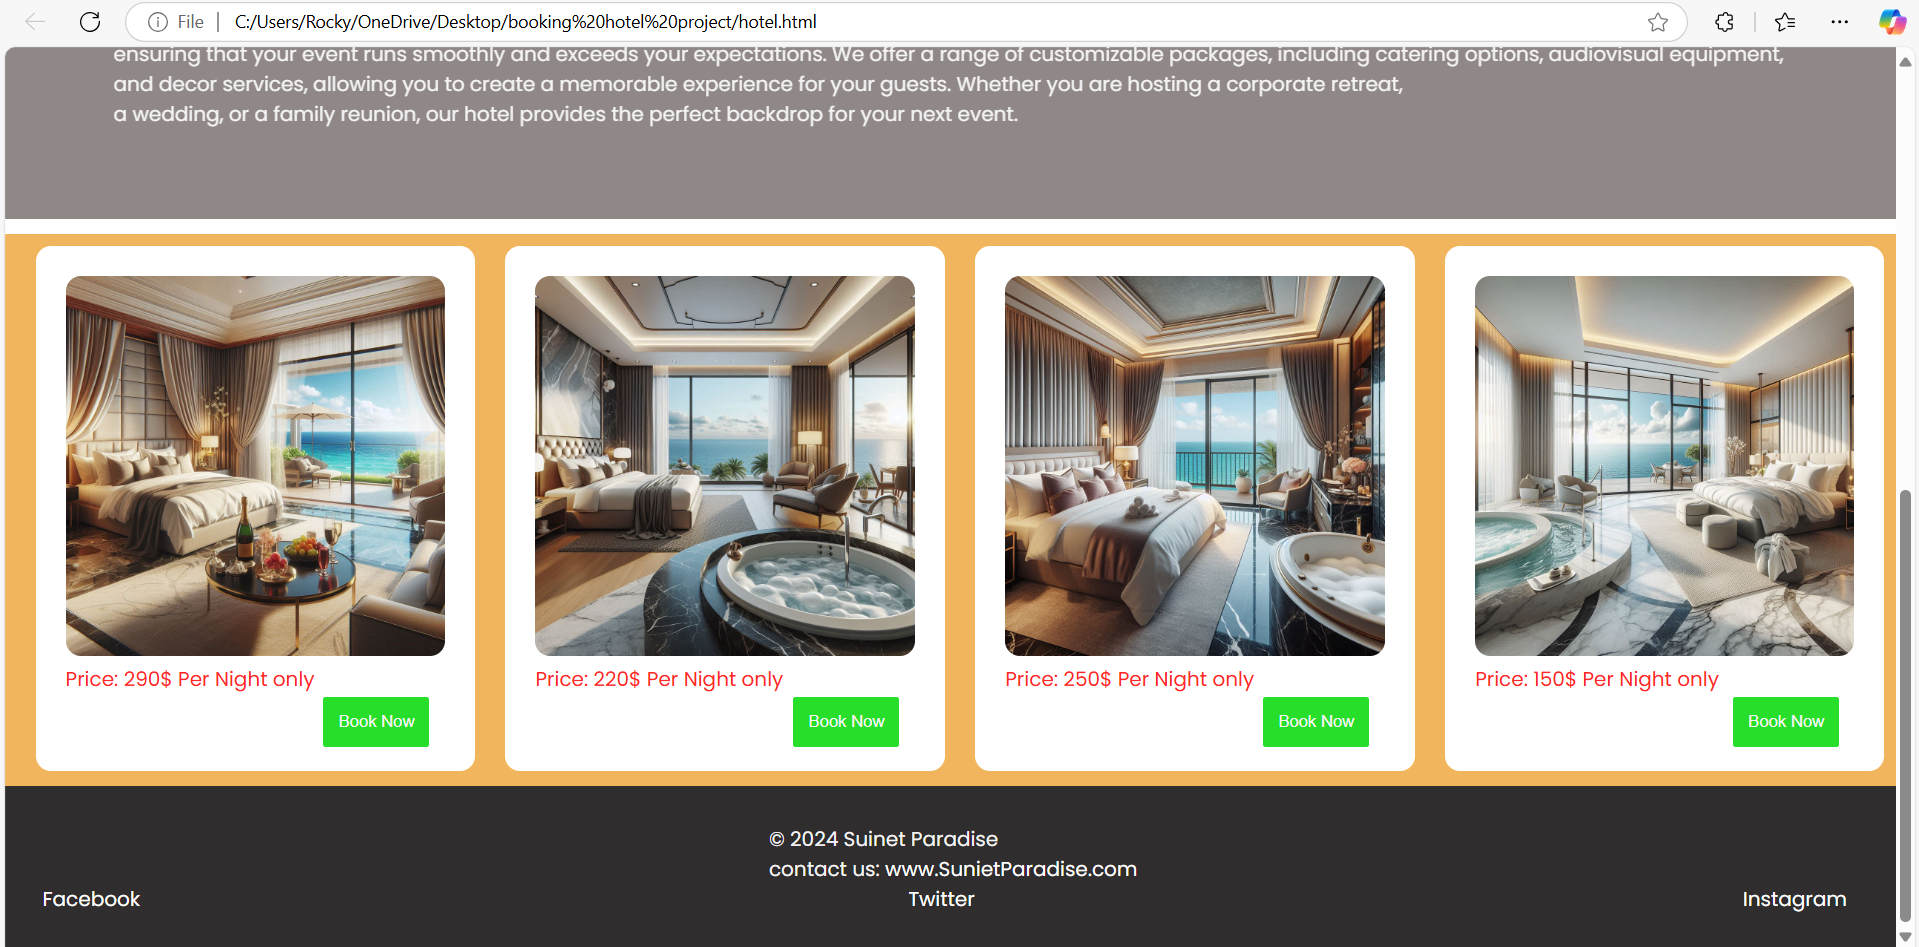 File
C:/Users/Rocky/OneDrive/Desktop/booking%20hotel%20project/hotel.html
ensuring that your event runs smoothly and exceeds your expectations. We offer a range of customizable packages, including catering options, audiovisual equipment,
and decor services, allowing you to create a memorable experience for your guests. Whether you are hosting a corporate retreat,
a wedding, or a family reunion, our hotel provides the perfect backdrop for your next event.
Price: 290$ Per Night only
Book Now
Price: 220$ Per Night only
Book Now
Price: 250$ Per Night only
Book Now
Price: 150$ Per Night only
Book Now
© 2024 Suinet Paradise
contact us: www.SunietParadise.com
Facebook
Twitter
Instagram